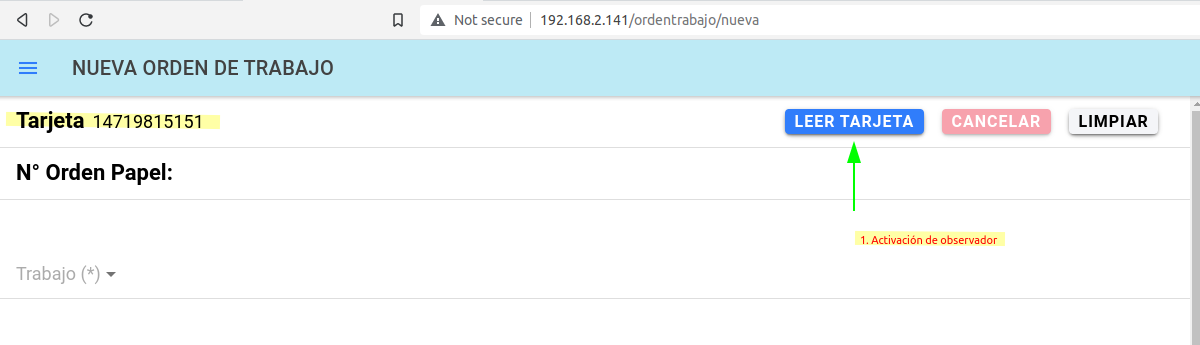 Not secure 192.168.2.141/ordentrabajo/nueva
NUEVA ORDEN DE TRABAJO
Tarjeta 14719815151 LEER TARJETA CANCELAR LIMPIAR
N° Orden Papel:
1. Activación de observador
Trabajo (*)